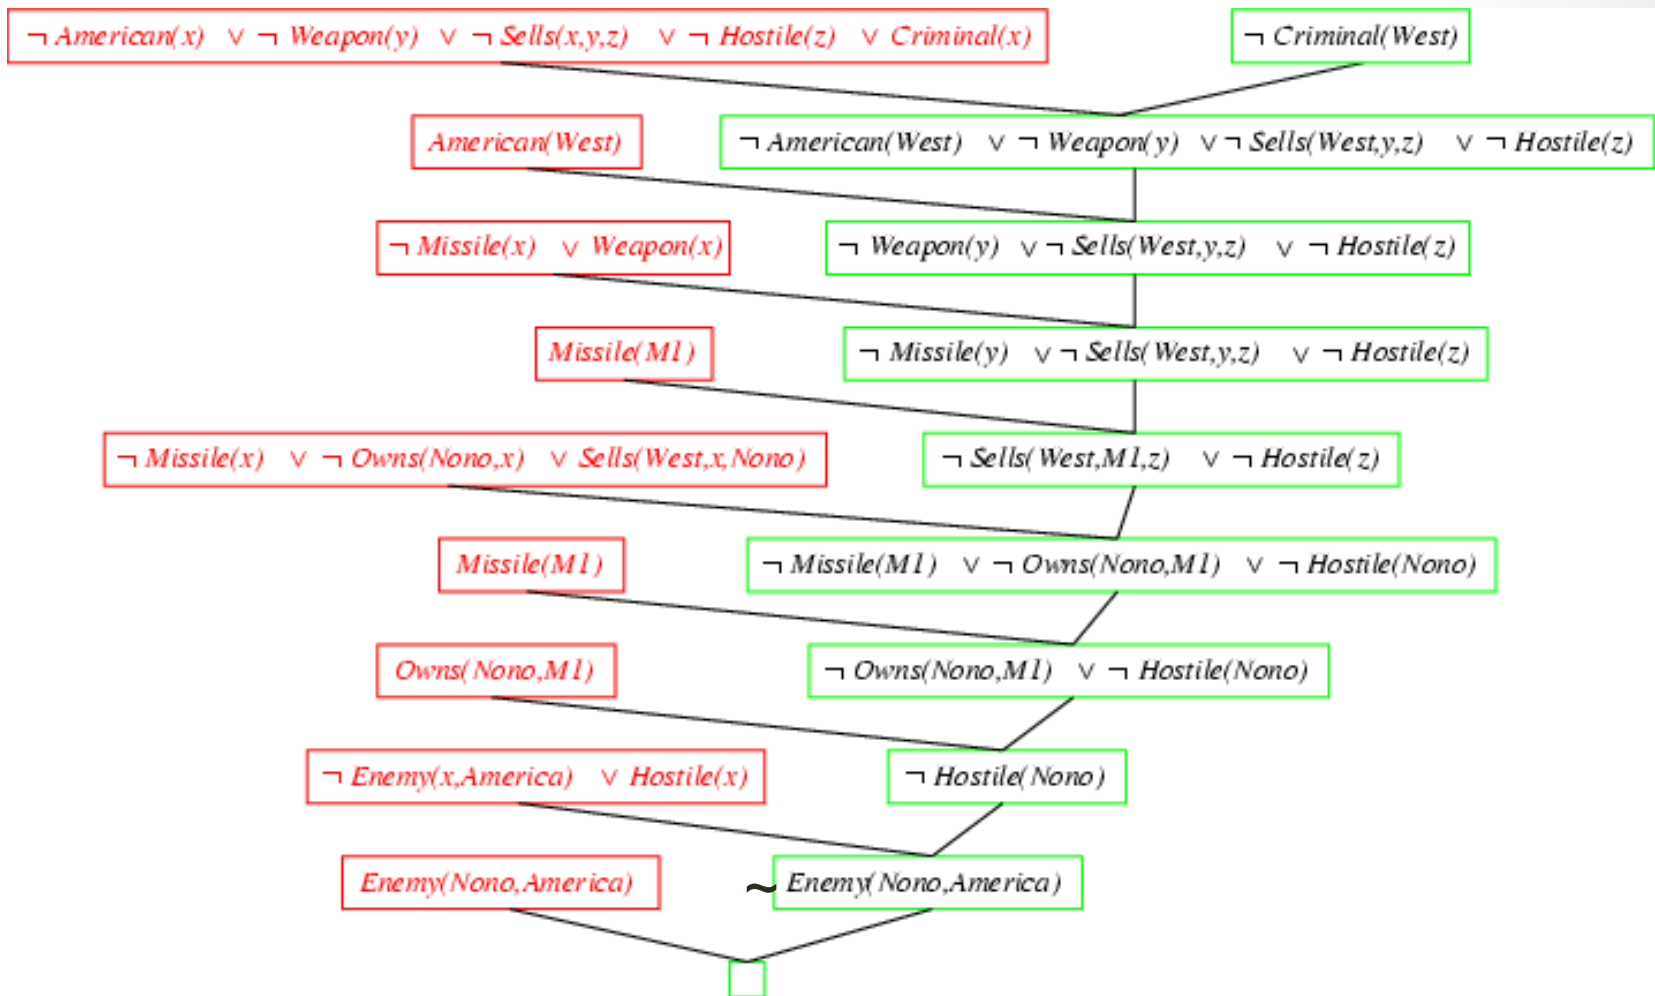 ¬ American(x) ∨ ¬ Weapon(y) ∨ ¬ Sells(x,y,z) ∨ ¬ Hostile(z) ∨ Criminal(x) ¬ Criminal(West)
American(West) ¬ American(West) ∨ ¬ Weapon(y) ∨ ¬ Sells(West,y,z) ∨ ¬ Hostile(z)
¬ Missile(x) ∨ Weapon(x) ¬ Weapon(y) ∨ ¬ Sells(West,y,z) ∨ ¬ Hostile(z)
Missile(M1) ¬ Missile(y) ∨ ¬ Sells(West,y,z) ∨ ¬ Hostile(z)
¬ Missile(x) ∨ ¬ Owns(Nono,x) ∨ Sells(West,x,Nono) ¬ Sells(West,M1,z) ∨ ¬ Hostile(z)
Missile(M1) ¬ Missile(M1) ∨ ¬ Owns(Nono,M1) ∨ ¬ Hostile(Nono)
Owns(Nono,M1) ¬ Owns(Nono,M1) ∨ ¬ Hostile(Nono)
¬ Enemy(x,America) ∨ Hostile(x) ¬ Hostile(Nono)
Enemy(Nono,America) ~ Enemy(Nono,America)